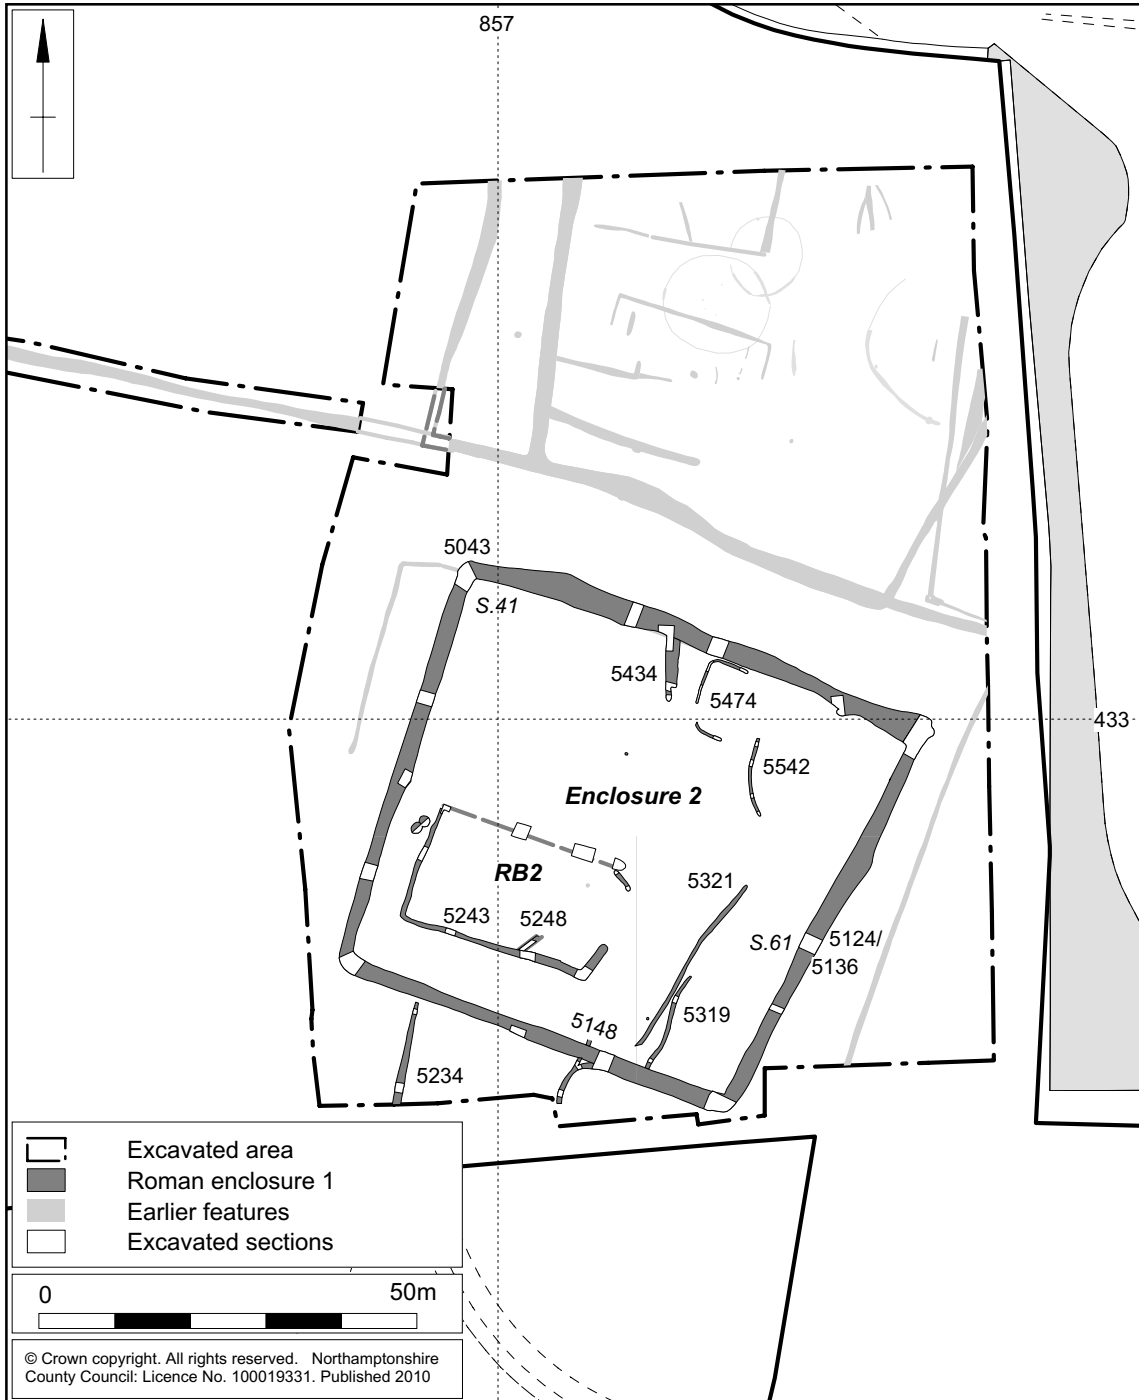 857
5043
S.41
5434
5474
433
5542
Enclosure 2
RB2
5321
5243
5248
S.61
5124/
5136
5319
5148
5234
Excavated area
Roman enclosure 1
Earlier features
Excavated sections
0 50m
© Crown copyright. All rights reserved. Northamptonshire
County Council: Licence No. 100019331. Published 2010